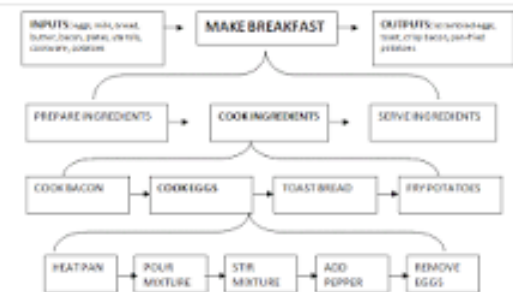 INPUTS: eggs, milk, bread,
butter, bacon, plates, utensils,
cookware, potatoes
MAKE BREAKFAST
OUTPUTS: scrambled eggs,
toast, crisp bacon, pan-fried
potatoes
PREPARE INGREDIENTS
COOK INGREDIENTS
SERVE INGREDIENTS
COOK BACON
COOK EGGS
TOAST BREAD
FRY POTATOES
HEAT PAN
POUR
MIXTURE
STIR
MIXTURE
ADD
PEPPER
REMOVE
EGGS